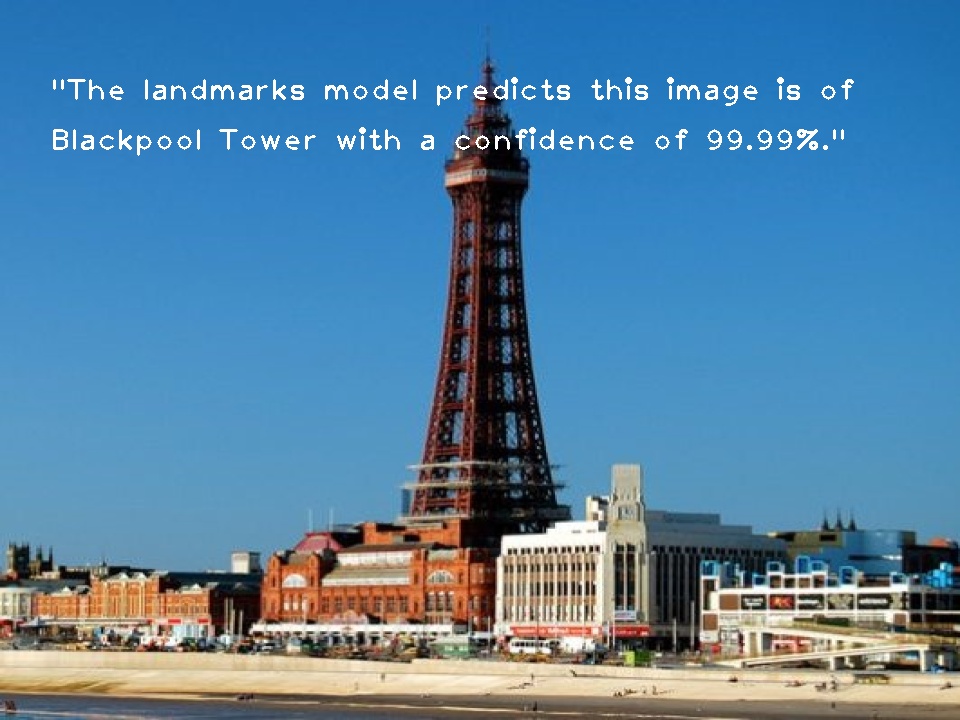 "The landmarks model predicts this image is of
Blackpool Tower with a confidence of 99.99%."